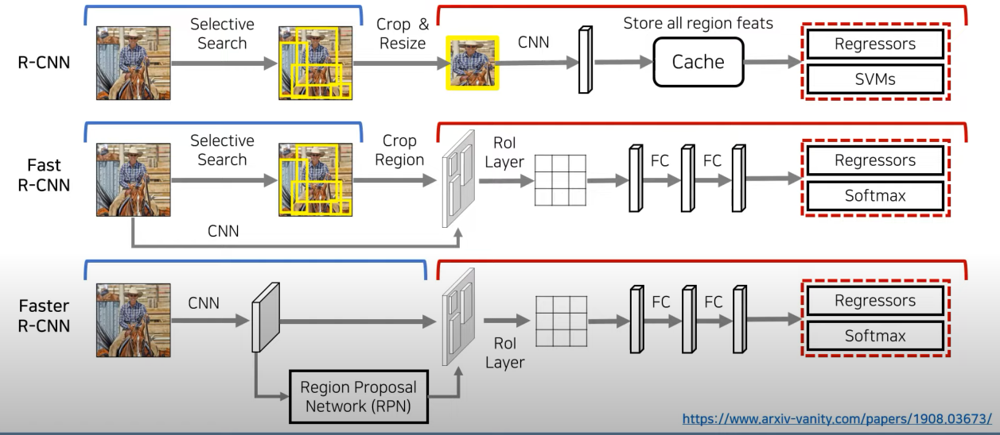 R-CNN
Selective
Search
Crop &
Resize
CNN
Store all region feats
Cache
Regressors
SVMs
Fast
R-CNN
Selective
Search
Crop
Region
CNN
RoI
Layer
FC
FC
Regressors
Softmax
Faster
R-CNN
CNN
Region Proposal
Network (RPN)
RoI
Layer
FC
FC
Regressors
Softmax
https://www.arxiv-vanity.com/papers/1908.03673/